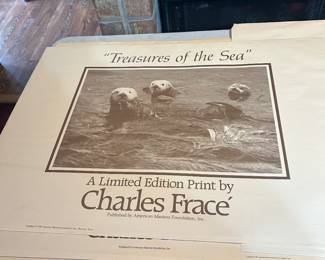 "Treasures of the Sea"
A Limited Edition Print by
Charles Fracé
Published by American Masters Foundation, Inc.